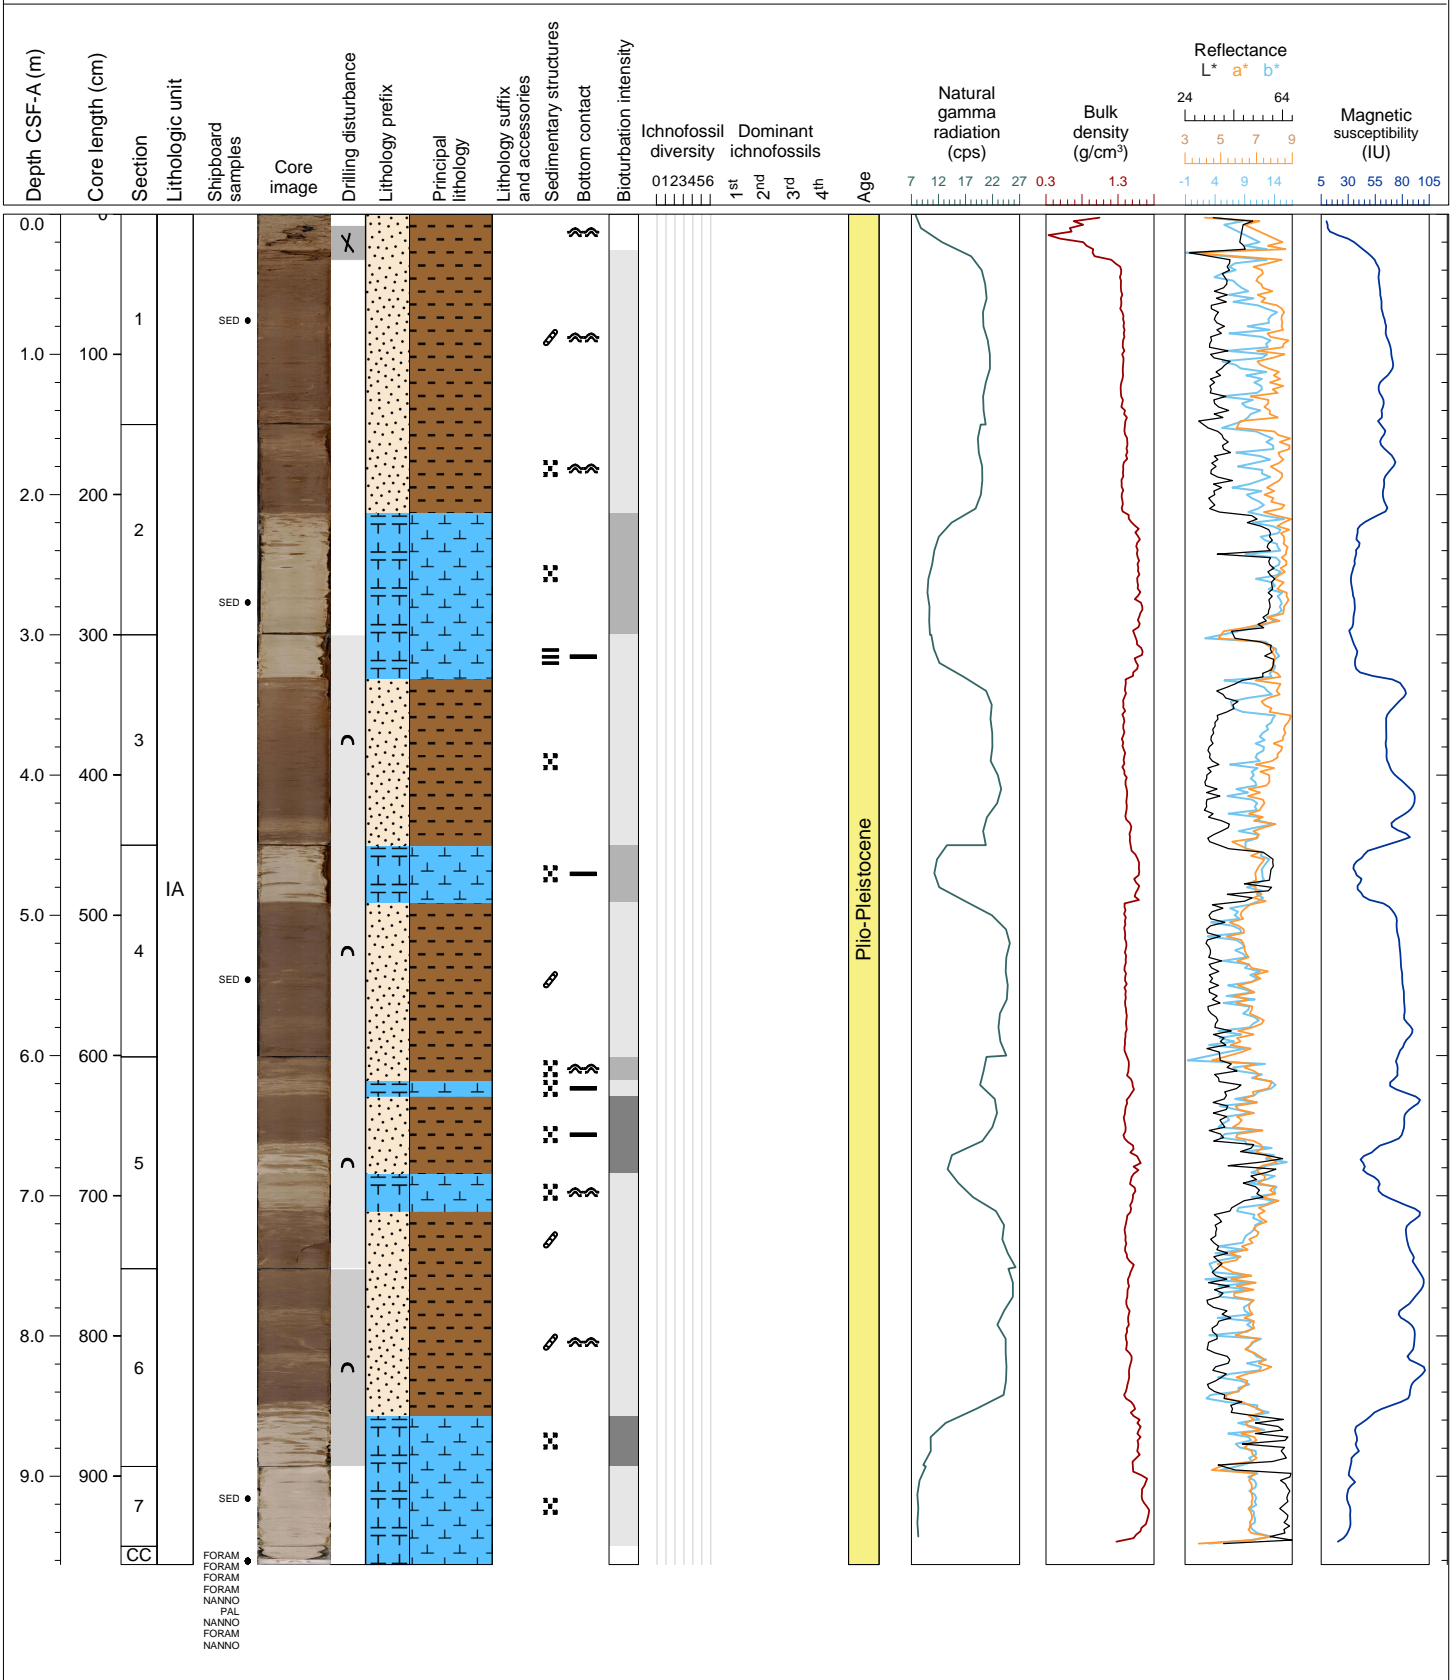 Depth CSF-A (m)
Core length (cm)
Section
Lithologic unit
Shipboard
samples
Core
image
Drilling disturbance
Lithology prefix
Principal
lithology
Lithology suffix
and accessories
Sedimentary structures
Bottom contact
Bioturbation intensity
Ichnofossil
diversity
0123456
Dominant
ichnofossils
1st 2nd 3rd 4th
Age
Natural
gamma
radiation
(cps)
7 12 17 22 27
Bulk
density
(g/cm³)
0.3 1.3
Reflectance
L* a* b*
24 64
3 5 7 9
-1 4 9 14
Magnetic
susceptibility
(IU)
5 30 55 80 105
0.0 0
1
SED
1.0 100
2.0 200
2
SED
3.0 300
3
4.0 400
IA
Plio-Pleistocene
5.0 500
4
SED
6.0 600
5
7.0 700
8.0 800
6
9.0 900
7
SED
CC
FORAM
FORAM
FORAM
FORAM
NANNO
PAL
NANNO
FORAM
NANNO